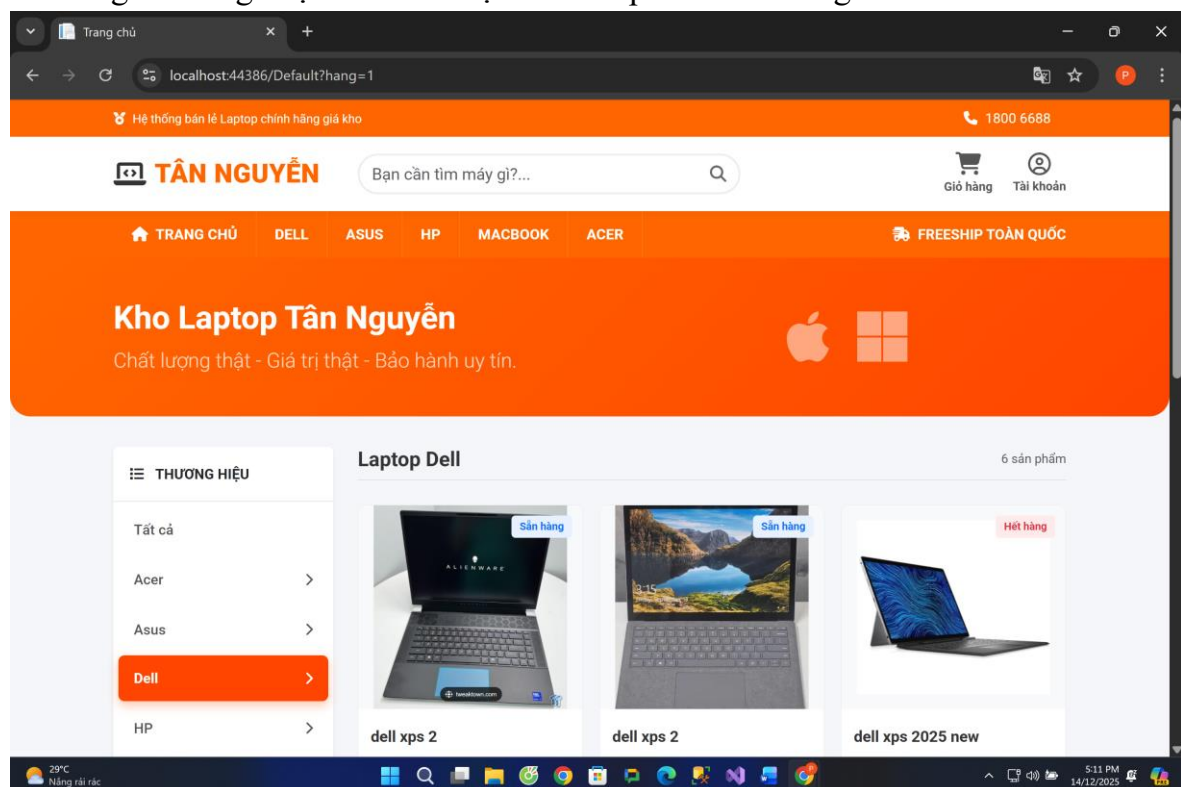 Trang chủ
localhost:44386/Default?hang=1
P
Hệ thống bán lẻ Laptop chính hãng giá kho
1800 6688
TÂN NGUYỄN
Bạn cần tìm máy gì?...
Giỏ hàng
Tài khoản
TRANG CHỦ
DELL
ASUS
HP
MACBOOK
ACER
FREESHIP TOÀN QUỐC
Kho Laptop Tân Nguyễn
Chất lượng thật - Giá trị thật - Bảo hành uy tín.
THƯƠNG HIỆU
Tất cả
Acer
Asus
Dell
HP
Laptop Dell
6 sản phẩm
Sẵn hàng
ALIENWARE
tweaktown.com
dell xps 2
Sẵn hàng
3:15
dell xps 2
Hết hàng
dell xps 2025 new
29°C
Nắng rải rác
5:11 PM
14/12/2025